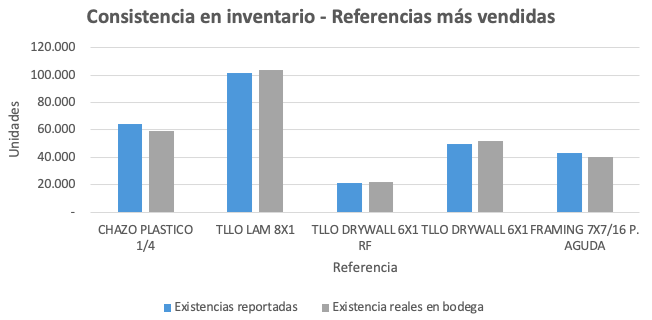 Consistencia en inventario - Referencias más vendidas
120.000
100.000
80.000
60.000
40.000
20.000
-
Unidades
CHAZO PLASTICO
1/4
TLLO LAM 8X1
TLLO DRYWALL 6X1
RF
TLLO DRYWALL 6X1
FRAMING 7X7/16 P.
AGUDA
Referencia
Existencias reportadas
Existencia reales en bodega